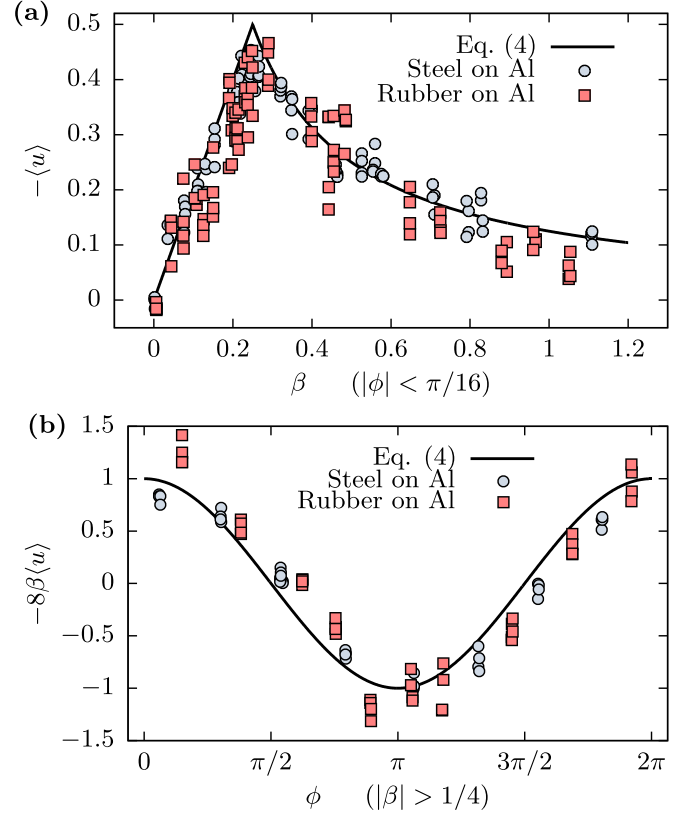 (a)
0.5
0.4
0.3
0.2
0.1
0
−⟨u⟩
Eq. (4)
Steel on Al
Rubber on Al
0 0.2 0.4 0.6 0.8 1 1.2
β (|ϕ| < π/16)
(b)
1.5
1
0.5
0
−0.5
−1
−1.5
−8β⟨u⟩
Eq. (4)
Steel on Al
Rubber on Al
0 π/2 π 3π/2 2π
ϕ (|β| > 1/4)